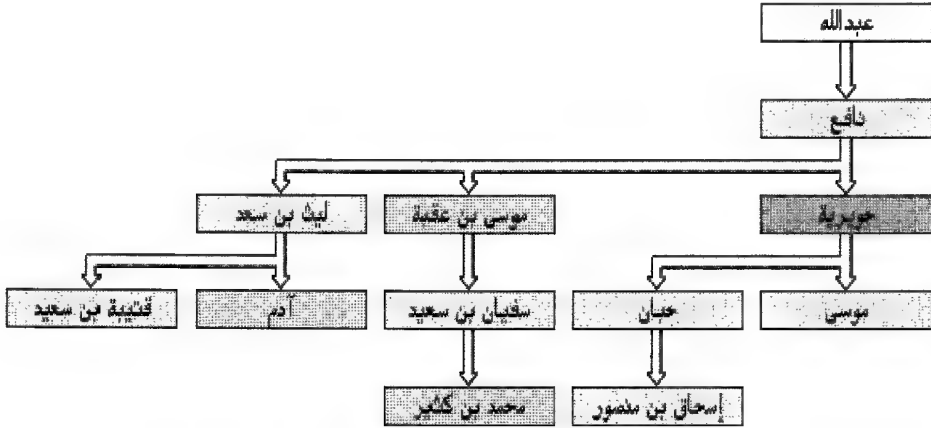 عبدالله
نافع
جويرية
موسى بن عقبة
ليث بن سعد
موسى
حبان
سفيان بن سعيد
آدم
قتيبة بن سعيد
إسحاق بن منصور
محمد بن كثير